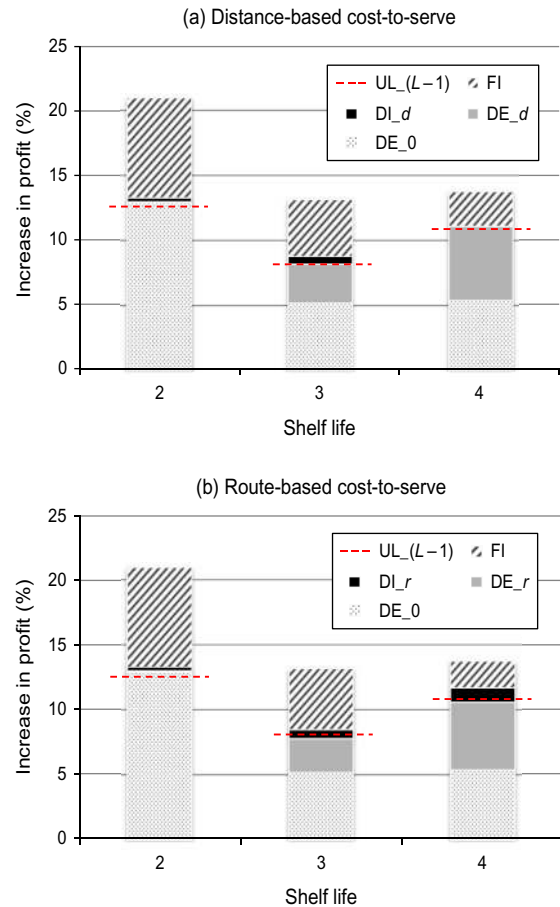 (a) Distance-based cost-to-serve
Increase in profit (%)
25
20
15
10
5
0
UL_(L–1) FI
DI_d DE_d
DE_0
2 3 4
Shelf life
(b) Route-based cost-to-serve
Increase in profit (%)
25
20
15
10
5
0
UL_(L–1) FI
DI_r DE_r
DE_0
2 3 4
Shelf life